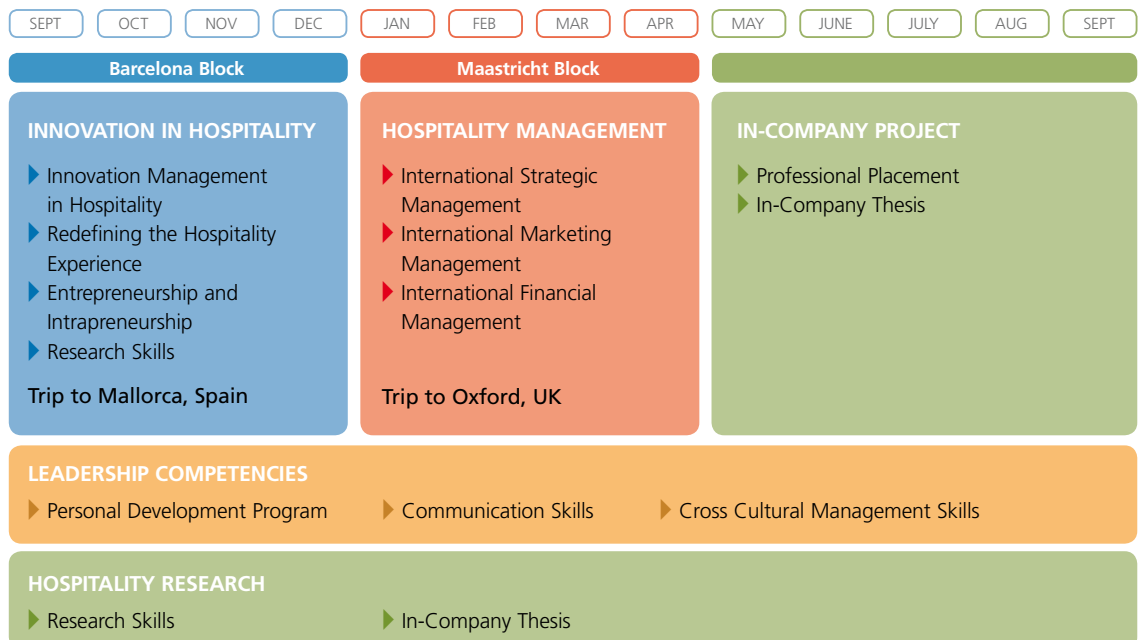 SEPT OCT NOV DEC JAN FEB MAR APR MAY JUNE JULY AUG SEPT
Barcelona Block
Maastricht Block
INNOVATION IN HOSPITALITY
Innovation Management
in Hospitality
Redefining the Hospitality
Experience
Entrepreneurship and
Intrapreneurship
Research Skills
Trip to Mallorca, Spain
HOSPITALITY MANAGEMENT
International Strategic
Management
International Marketing
Management
International Financial
Management
Trip to Oxford, UK
IN-COMPANY PROJECT
Professional Placement
In-Company Thesis
LEADERSHIP COMPETENCIES
Personal Development Program
Communication Skills
Cross Cultural Management Skills
HOSPITALITY RESEARCH
Research Skills
In-Company Thesis